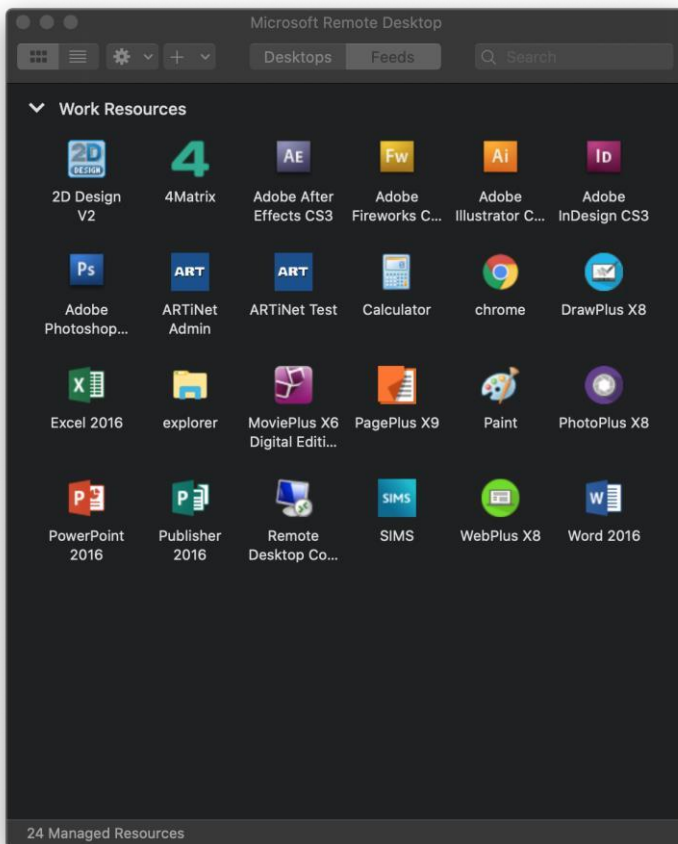 Microsoft Remote Desktop
Desktops Feeds Search
Work Resources
2D DESIGN 4 AE Fw Ai ID
2D Design 4Matrix Adobe After Adobe Adobe Adobe
V2 Effects CS3 Fireworks C... Illustrator C... InDesign CS3
Ps ART ART
Adobe ARTiNet ARTiNet Test Calculator chrome DrawPlus X8
Photoshop... Admin
X
Excel 2016 explorer MoviePlus X6 PagePlus X9 Paint PhotoPlus X8
Digital Editi...
P P SIMS W
PowerPoint Publisher Remote SIMS WebPlus X8 Word 2016
2016 2016 Desktop Co...
24 Managed Resources